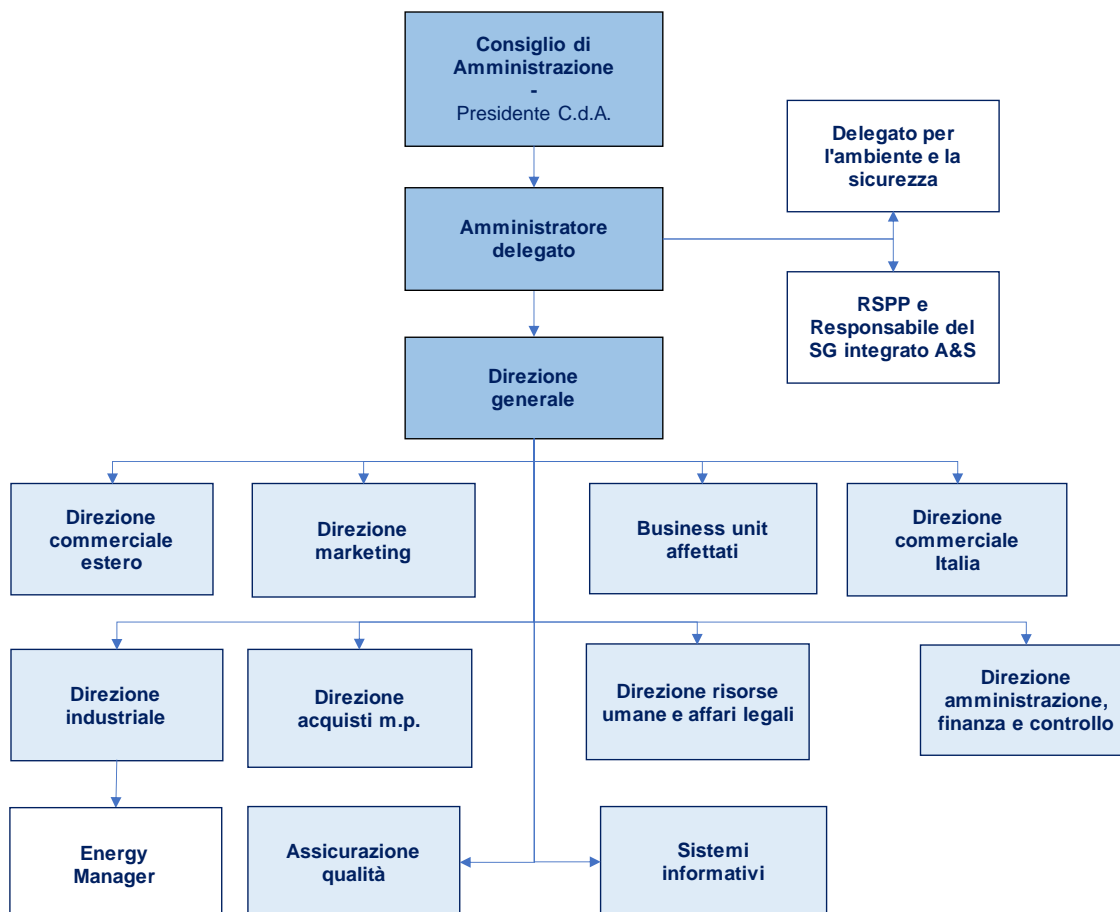 Consiglio di
Amministrazione
-
Presidente C.d.A.
Delegato per
l'ambiente e la
sicurezza
Amministratore
delegato
RSPP e
Responsabile del
SG integrato A&S
Direzione
generale
Direzione
commerciale
estero
Direzione
marketing
Business unit
affettati
Direzione
commerciale
Italia
Direzione
industriale
Direzione
acquisti m.p.
Direzione risorse
umane e affari legali
Direzione
amministrazione,
finanza e controllo
Energy
Manager
Assicurazione
qualità
Sistemi
informativi